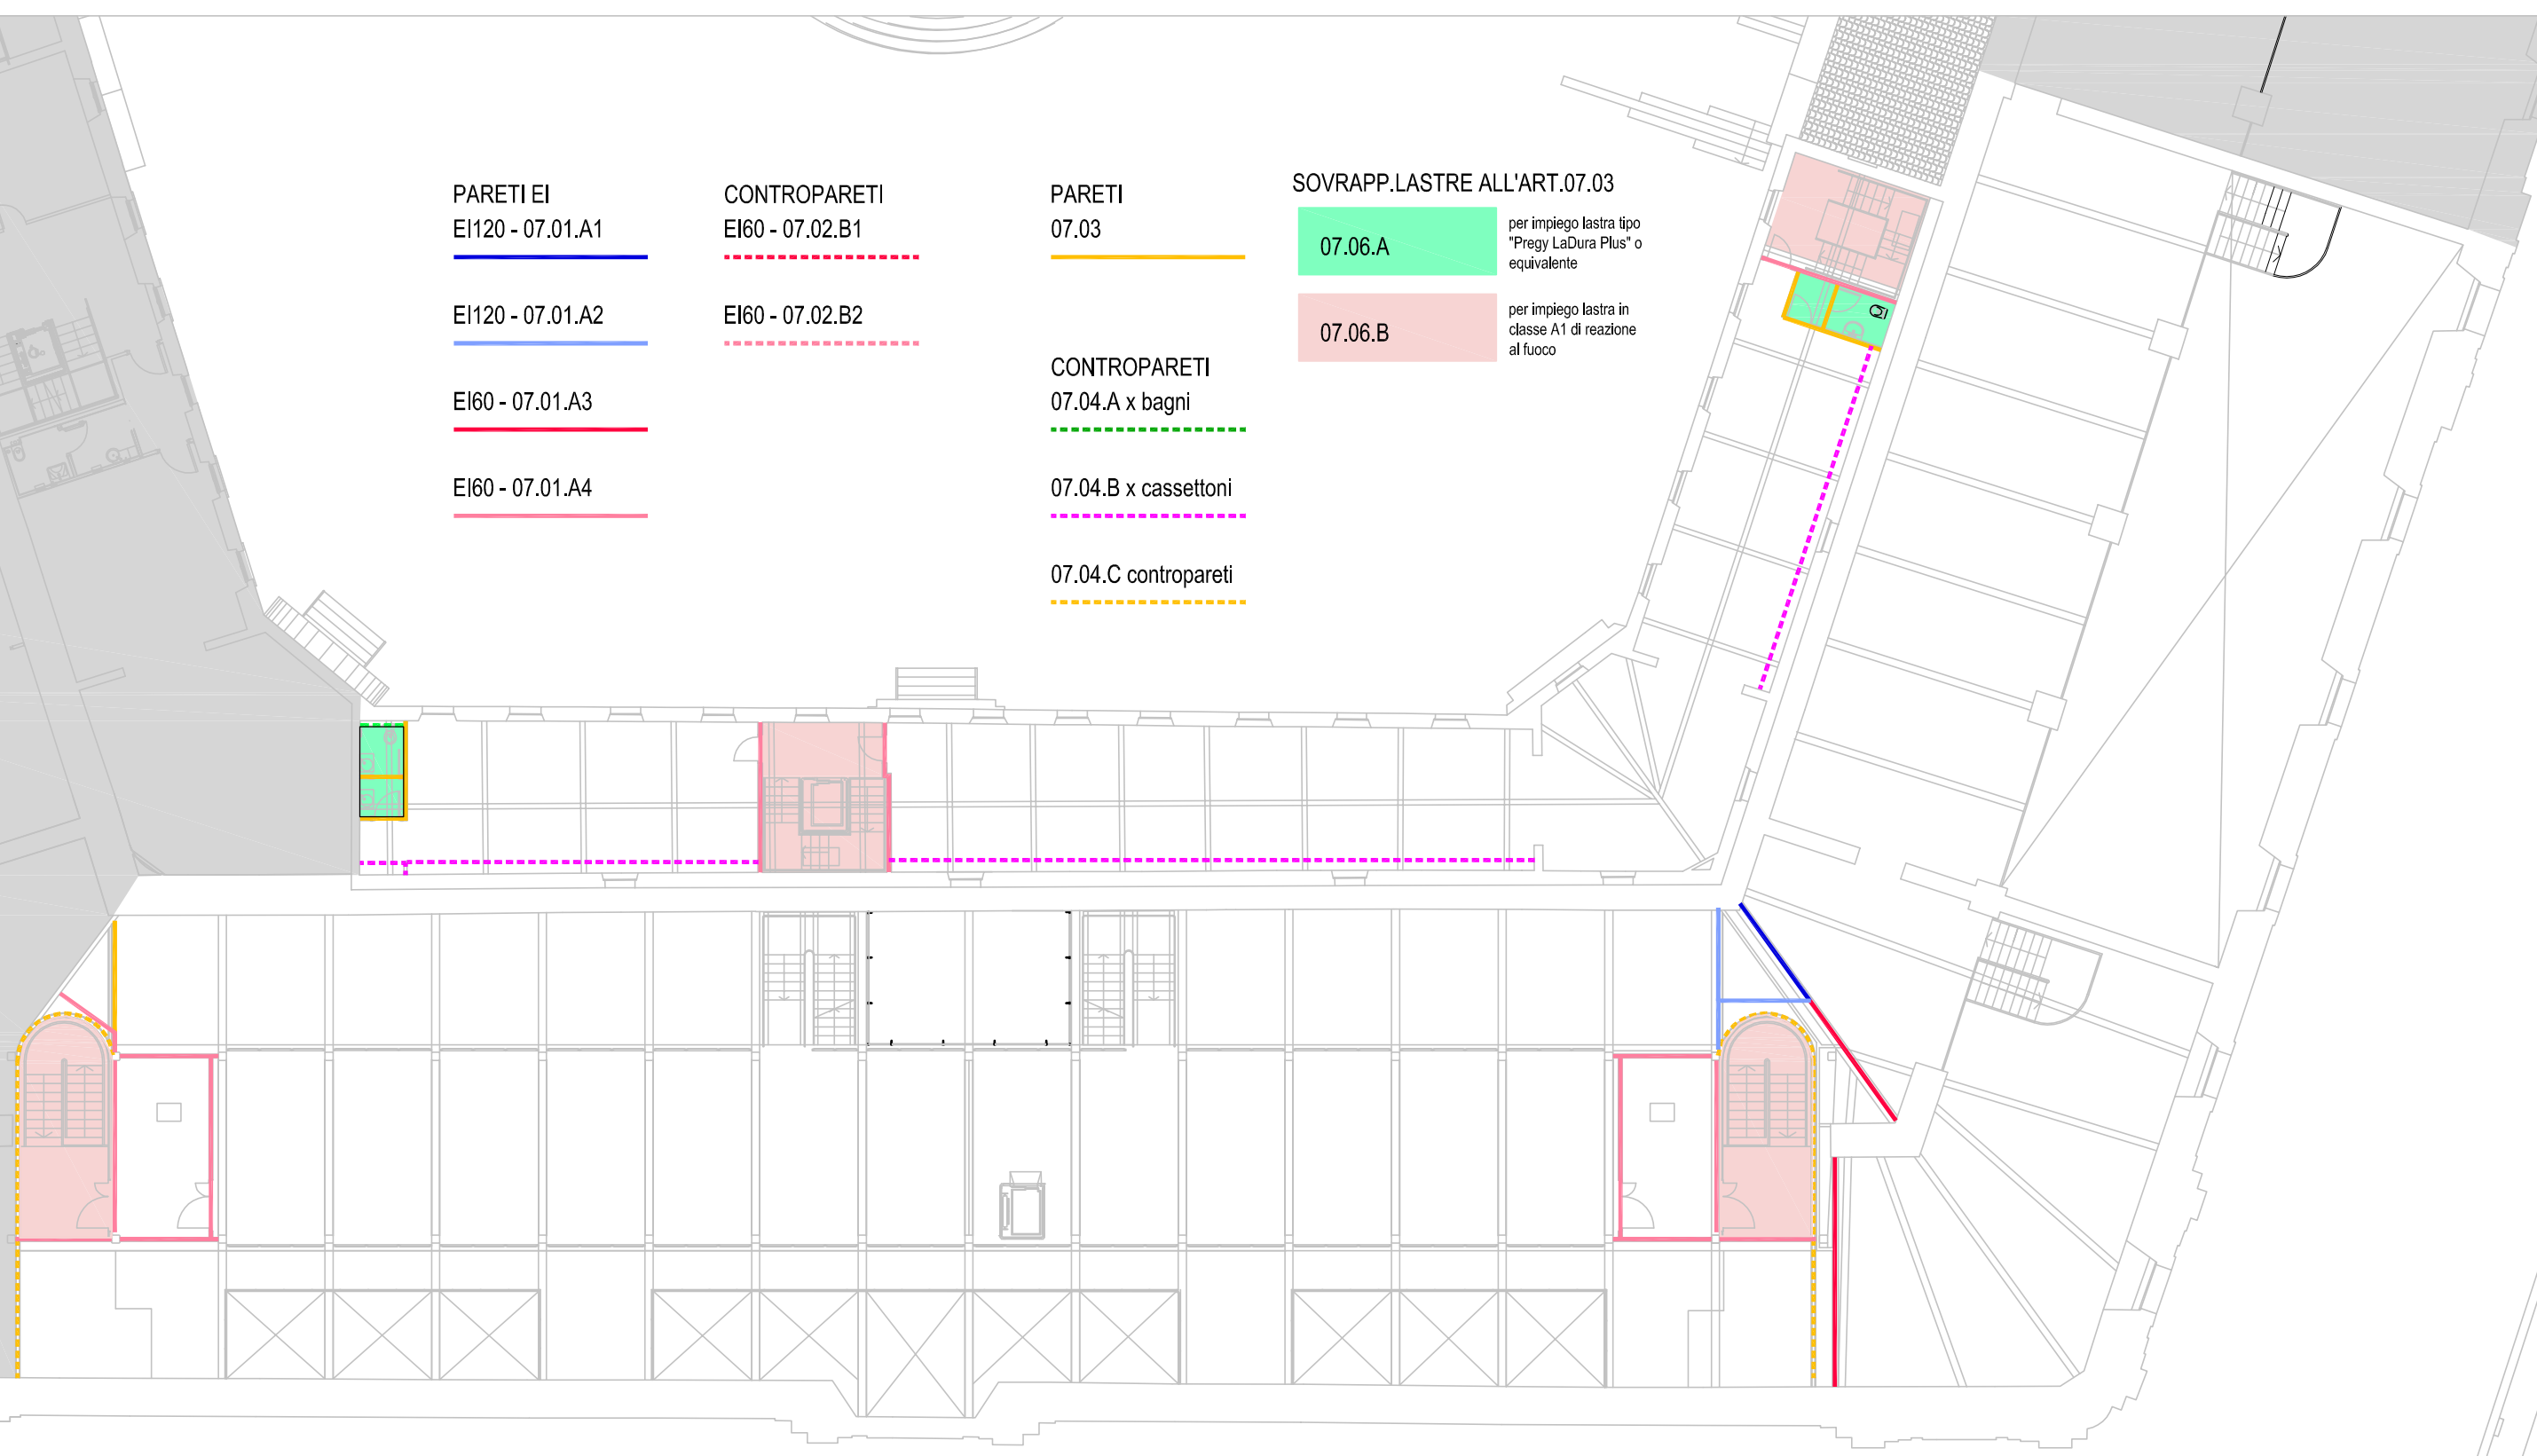 PARETI EI
EI120 - 07.01.A1
EI120 - 07.01.A2
EI60 - 07.01.A3
EI60 - 07.01.A4
CONTROPARETI
EI60 - 07.02.B1
EI60 - 07.02.B2
PARETI
07.03
CONTROPARETI
07.04.A x bagni
07.04.B x cassettoni
07.04.C contropareti
SOVRAPP.LASTRE ALL'ART.07.03
07.06.A
per impiego lastra tipo
"Pregy LaDura Plus" o
equivalente
07.06.B
per impiego lastra in
classe A1 di reazione
al fuoco